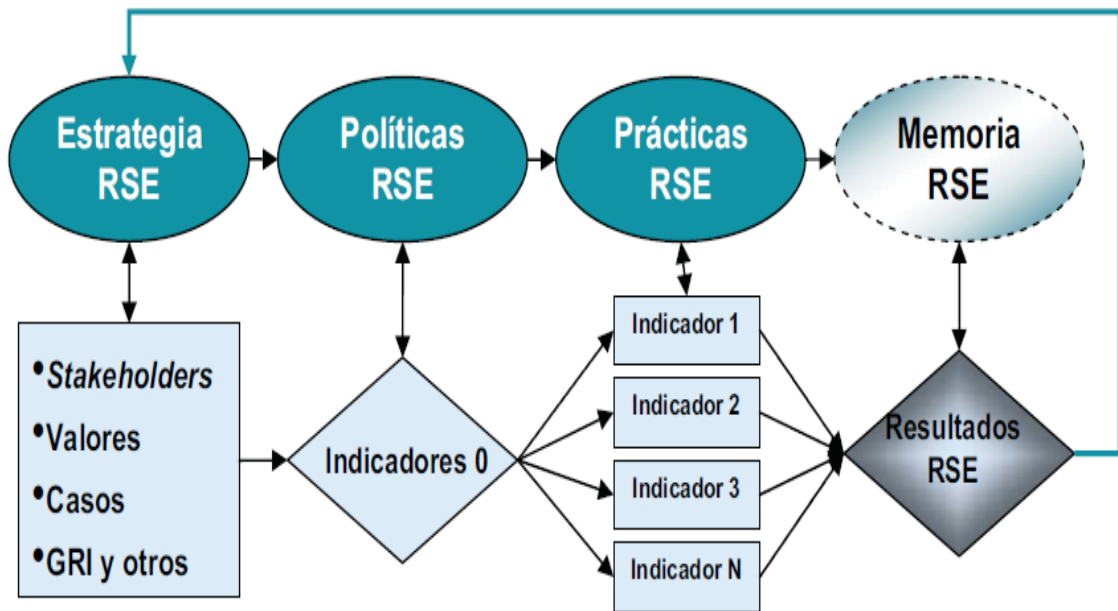 Estrategia
RSE
Políticas
RSE
Prácticas
RSE
Memoria
RSE
•Stakeholders
•Valores
•Casos
•GRI y otros
Indicadores 0
Indicador 1
Indicador 2
Indicador 3
Indicador N
Resultados
RSE